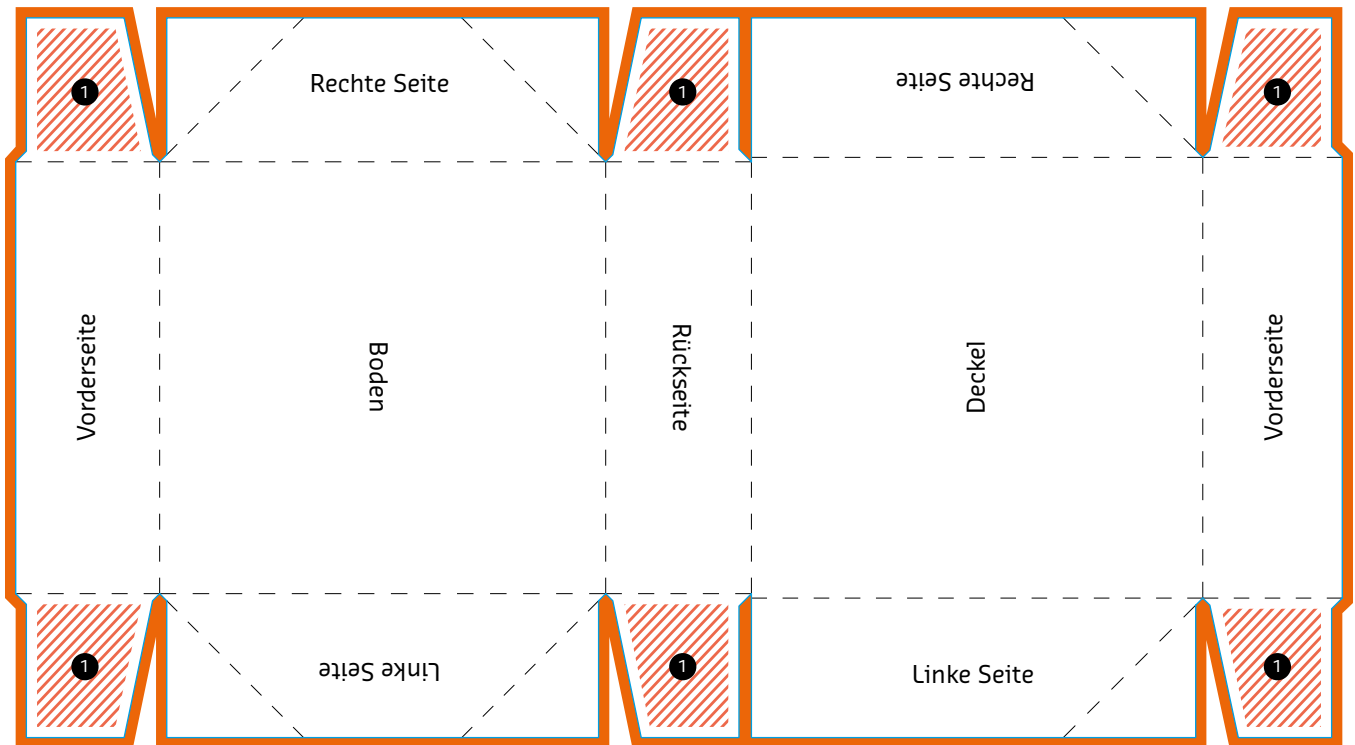 1
Rechte Seite
1
Rechte Seite
1
Vorderseite
Boden
Rückseite
Deckel
Vorderseite
1
Linke Seite
1
Linke Seite
1